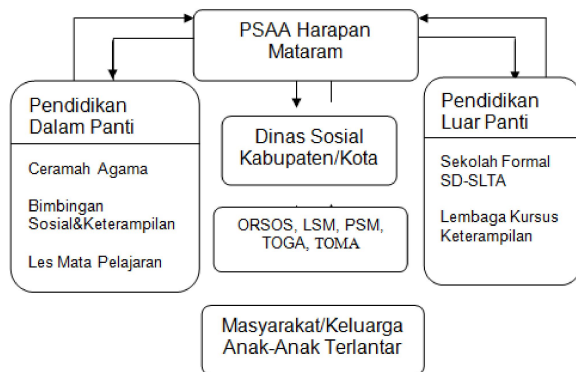 PSAA Harapan
Mataram
Pendidikan
Dalam Panti
Ceramah Agama
Bimbingan
Sosial&Keterampilan
Les Mata Pelajaran
Dinas Sosial
Kabupaten/Kota
ORSOS, LSM, PSM,
TOGA, TOMA
Masyarakat/Keluarga
Anak-Anak Terlantar
Pendidikan
Luar Panti
Sekolah Formal
SD-SLTA
Lembaga Kursus
Keterampilan